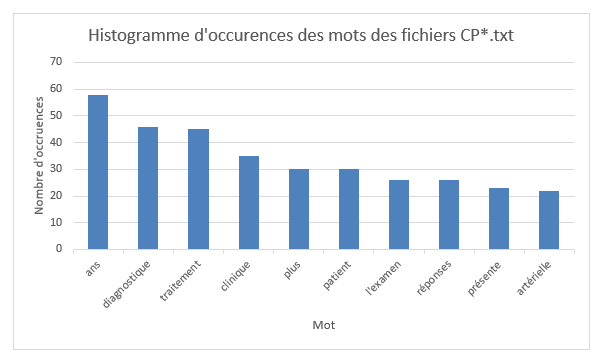 Histogramme d'occurences des mots des fichiers CP*.txt
Nombre d'occruences
70
60
50
40
30
20
10
0
ans
diagnostique
traitement
clinique
plus
patient
l'examen
réponses
présente
artérielle
Mot